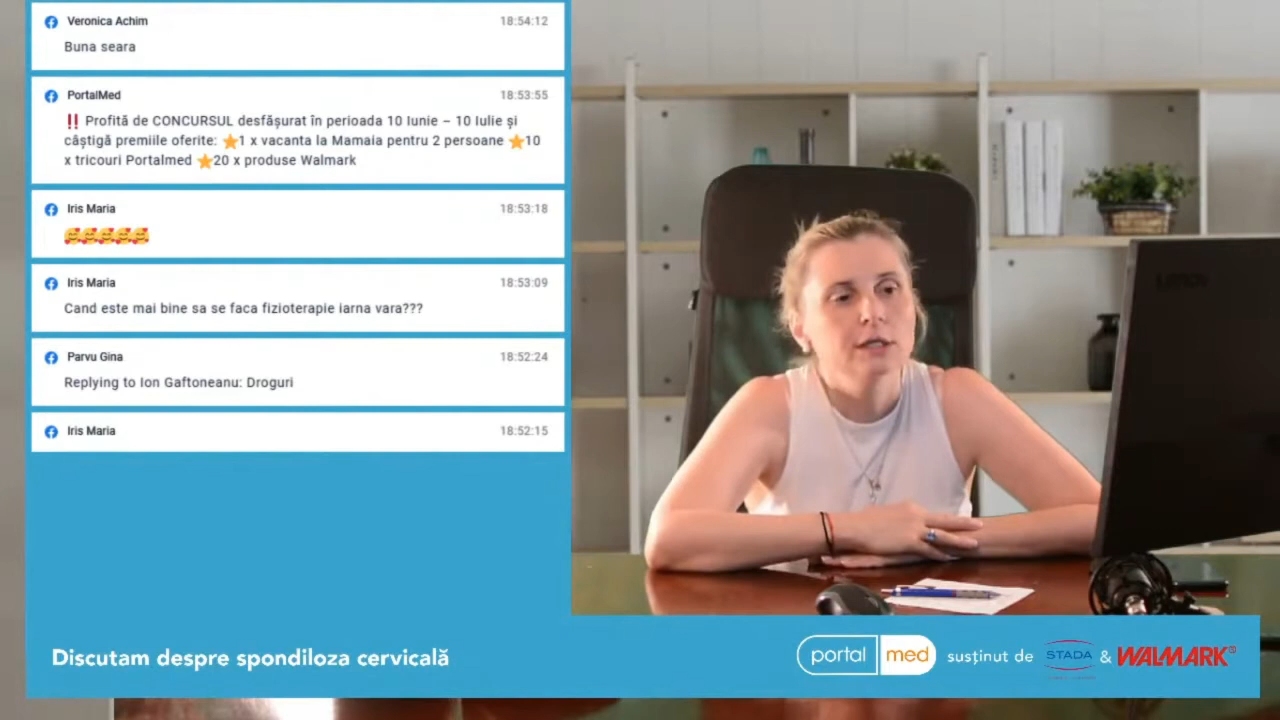 Veronica Achim 18:54:12
Buna seara
PortalMed 18:53:55
‼️ Profită de CONCURSUL desfășurat în perioada 10 Iunie – 10 Iulie și
câștigă premiile oferite: ⭐1 x vacanta la Mamaia pentru 2 persoane ⭐10
x tricouri Portalmed ⭐20 x produse Walmark
Iris Maria 18:53:18
🥰🥰🥰🥰🥰
Iris Maria 18:53:09
Cand este mai bine sa se faca fizioterapie iarna vara???
Parvu Gina 18:52:24
Replying to Ion Gaftoneanu: Droguri
Iris Maria 18:52:15
Discutam despre spondiloza cervicală
portal med susținut de STADA & WALMARK®